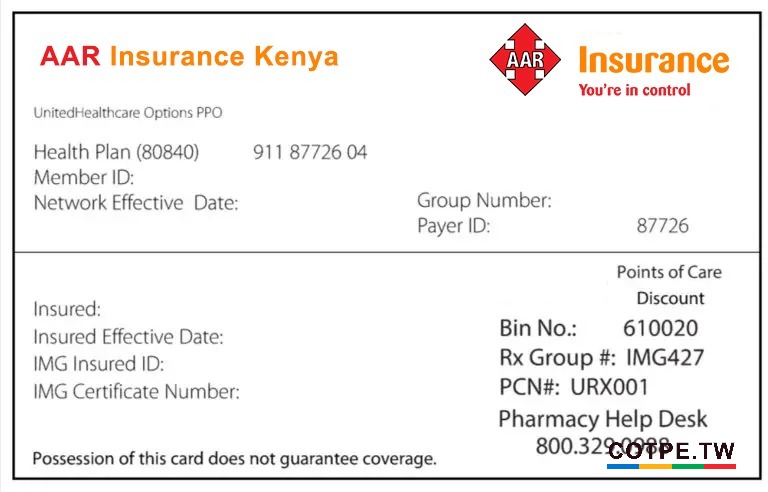 AAR Insurance Kenya
AAR
Insurance
You're in control
UnitedHealthcare Options PPO
Health Plan (80840) 911 87726 04
Member ID:
Network Effective Date:
Group Number:
Payer ID: 87726
Points of Care
Discount
Insured:
Insured Effective Date:
IMG Insured ID:
IMG Certificate Number:
Bin No.: 610020
Rx Group #: IMG427
PCN#: URX001
Pharmacy Help Desk
800.329.0988
Possession of this card does not guarantee coverage.
COTPE.TW